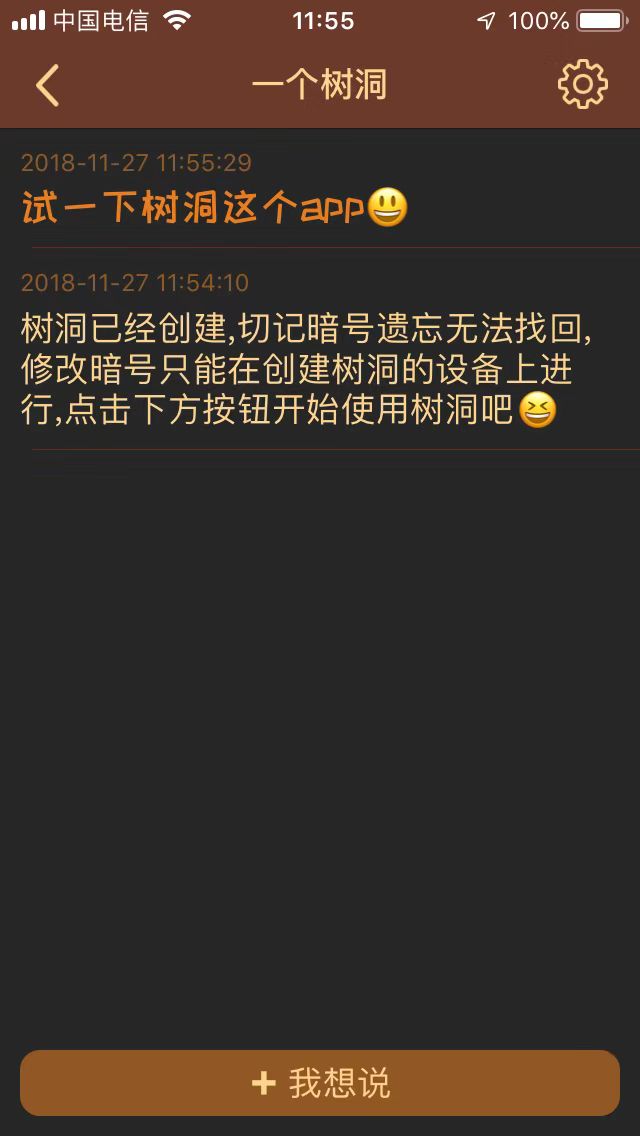 中国电信 11:55 100%
一个树洞
2018-11-27 11:55:29
试一下树洞这个app😃
2018-11-27 11:54:10
树洞已经创建,切记暗号遗忘无法找回,
修改暗号只能在创建树洞的设备上进
行,点击下方按钮开始使用树洞吧😆
+ 我想说